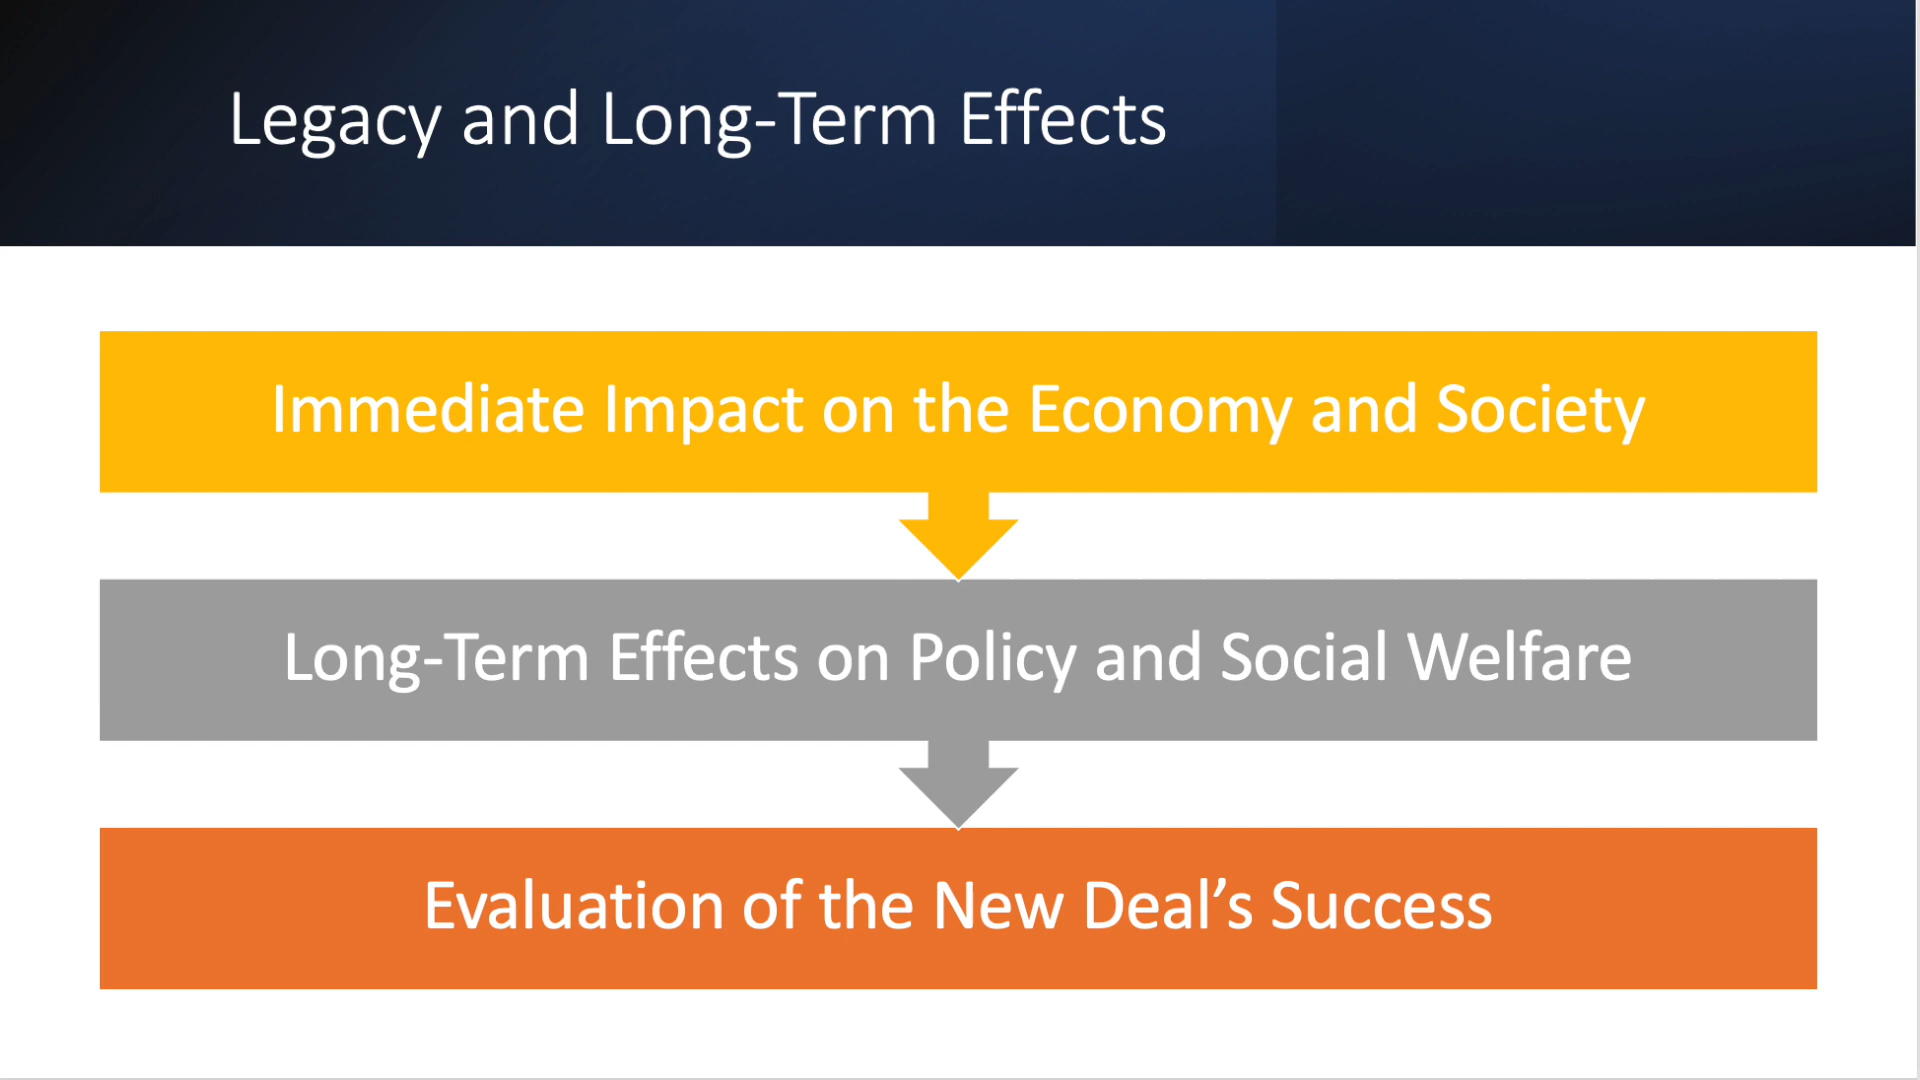 Legacy and Long-Term Effects
Immediate Impact on the Economy and Society
Long-Term Effects on Policy and Social Welfare
Evaluation of the New Deal’s Success